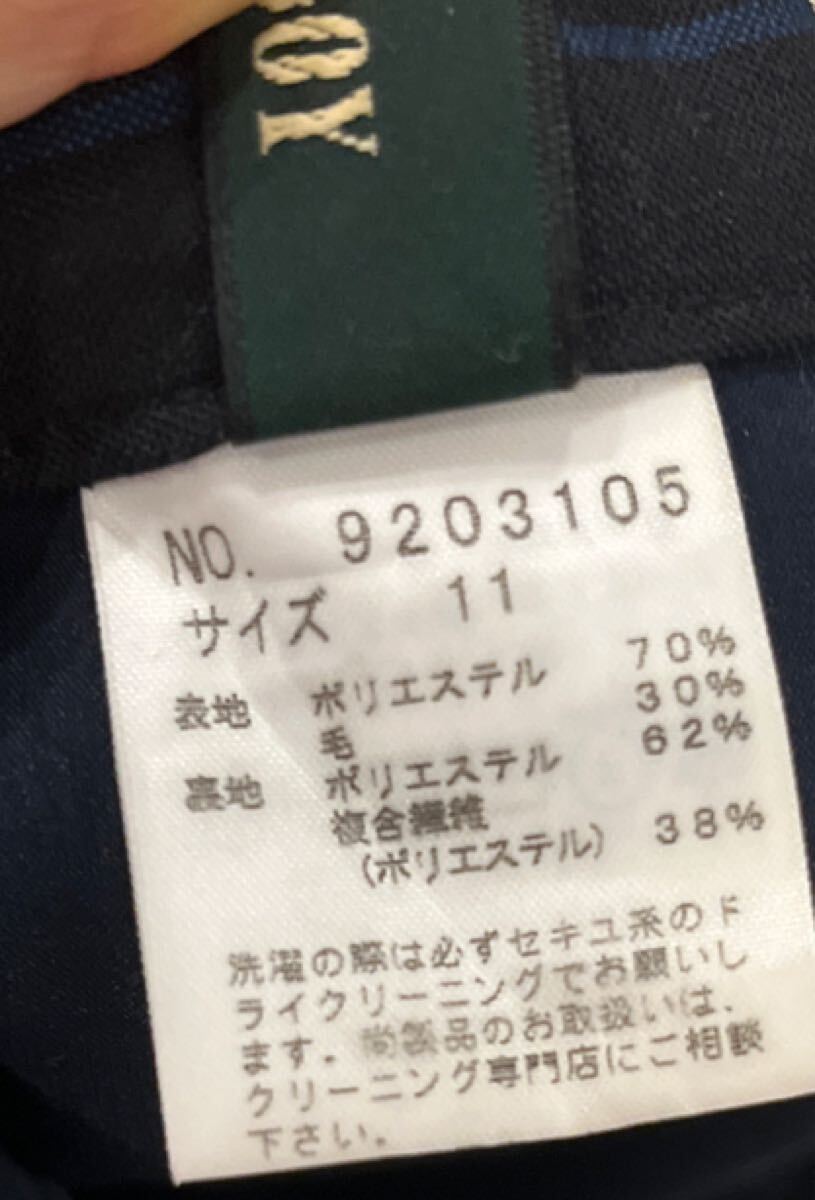 OY
NO. 9203105
サイズ 11
表地 ポリエステル 70%
毛 30%
裏地 ポリエステル 62%
複合繊維
(ポリエステル) 38%
洗濯の際は必ずセキユ系のド
ライクリーニングでお願いし
ます。尚製品のお取扱いは、
クリーニング専門店にご相談
下さい。